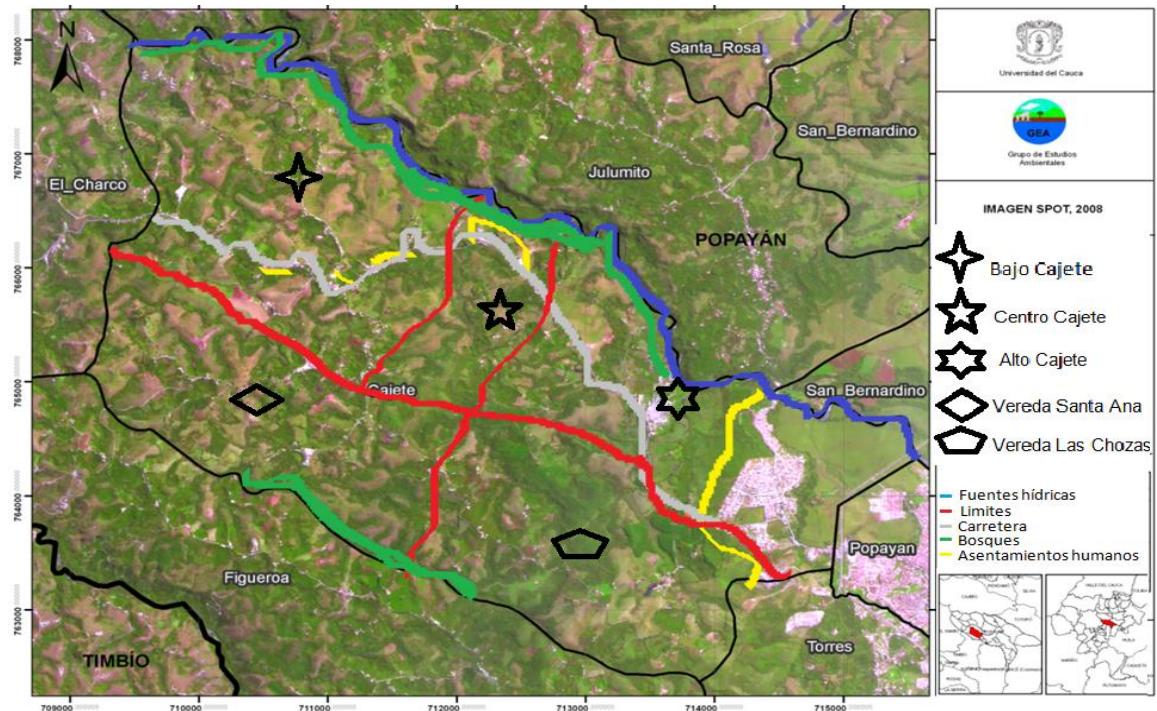 N
Santa_Rosa
San_Bernardino
Julumito
El_Charco
POPAYÁN
Cajete
San_Bernardino
Popayan
Figueroa
Torres
TIMBÍO
768000
767000
766000
765000
764000
763000
709000
710000
711000
712000
713000
714000
715000
Universidad del Cauca
GEA
Grupo de Estudios
Ambientales
IMAGEN SPOT, 2008
Bajo Cajete
Centro Cajete
Alto Cajete
Vereda Santa Ana
Vereda Las Chozas
Fuentes hídricas
Limites
Carretera
Bosques
Asentamientos humanos